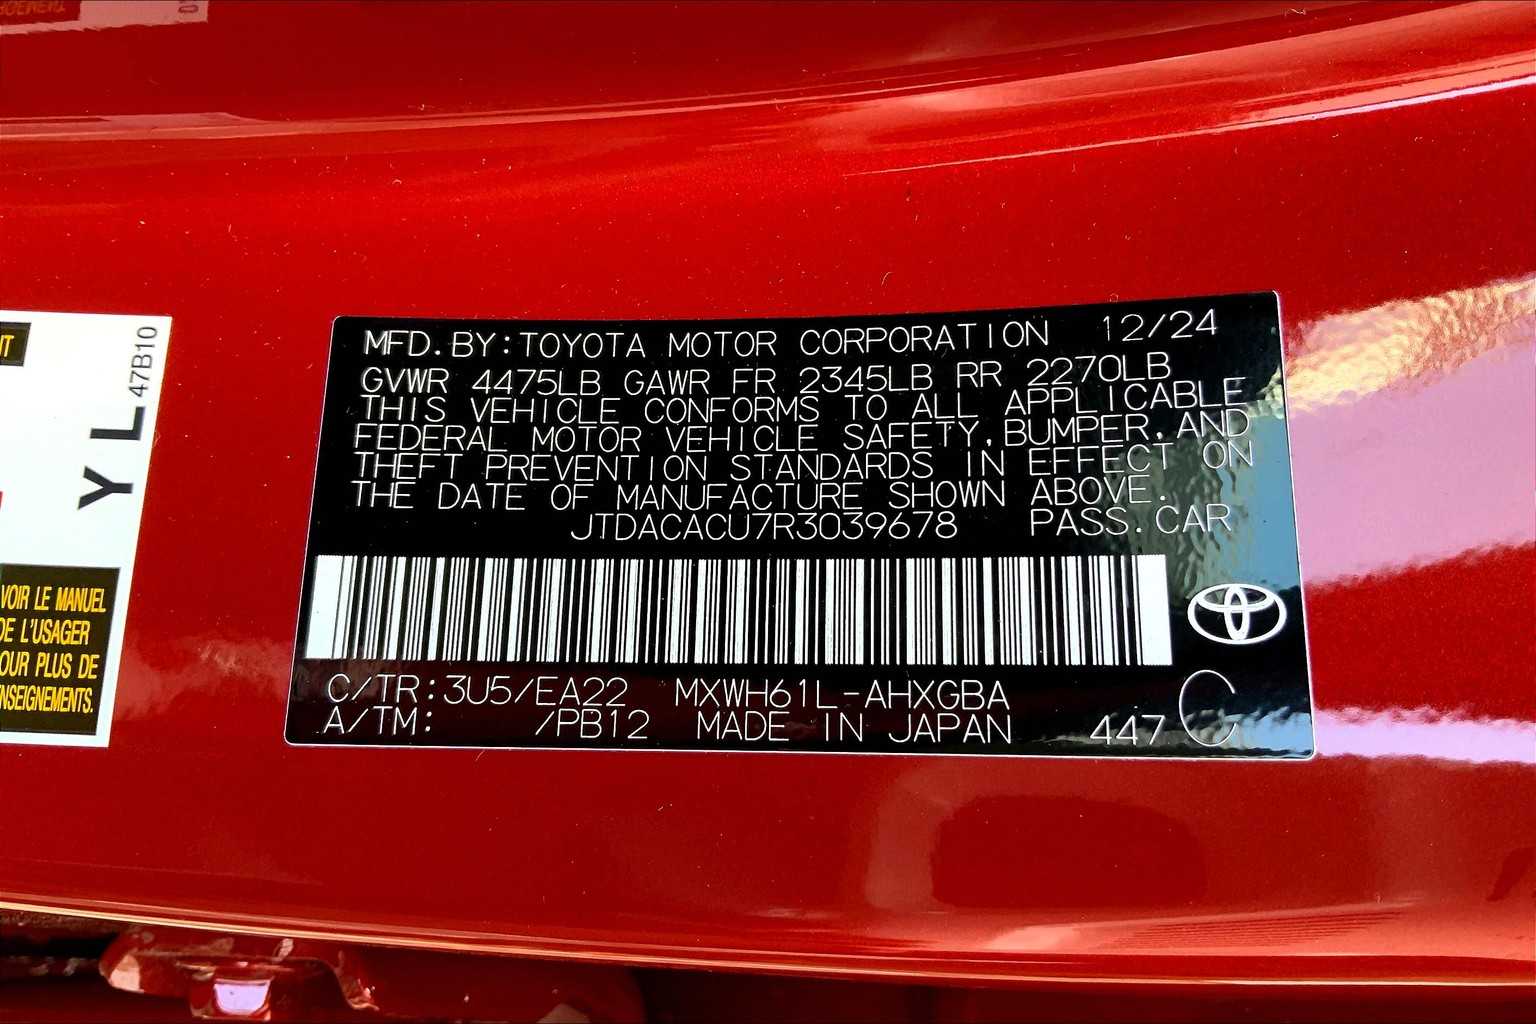 MFD. BY: TOYOTA MOTOR CORPORATION 12/24
GVWR 4475LB GAWR FR 2345LB RR 2270LB
THIS VEHICLE CONFORMS TO ALL APPLICABLE
FEDERAL MOTOR VEHICLE SAFETY, BUMPER, AND
THEFT PREVENTION STANDARDS IN EFFECT ON
THE DATE OF MANUFACTURE SHOWN ABOVE.
JTDACACU7R3039678 PASS. CAR
C/TR: 3U5/EA22 MXWH61L-AHXGBA
A/TM: /PB12 MADE IN JAPAN 447 C
YL 47B10
VOIR LE MANUEL
DE L'USAGER
PLUS DE